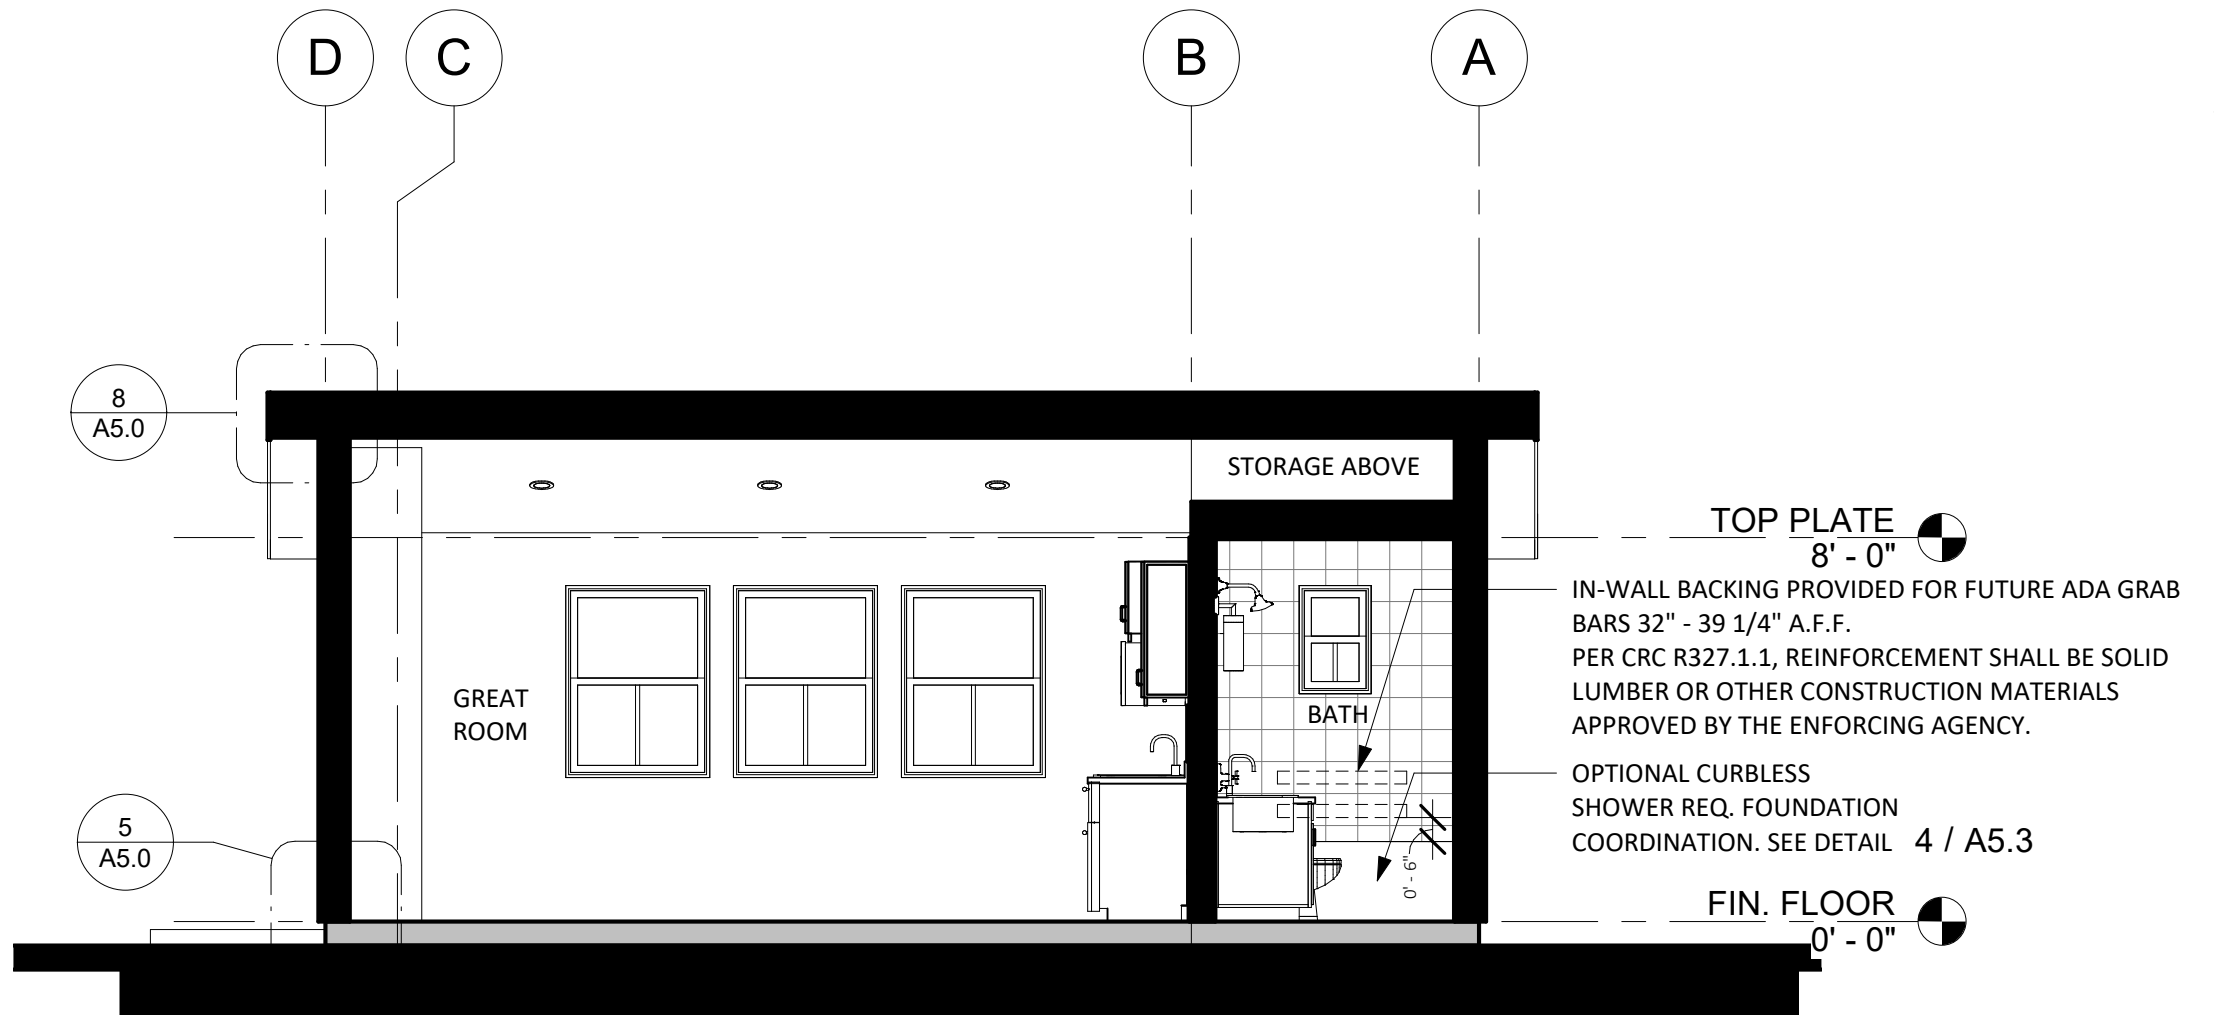 D
C
B
A
8
A5.0
STORAGE ABOVE
TOP PLATE
8' - 0"
IN-WALL BACKING PROVIDED FOR FUTURE ADA GRAB
BARS 32" - 39 1/4" A.F.F.
PER CRC R327.1.1, REINFORCEMENT SHALL BE SOLID
LUMBER OR OTHER CONSTRUCTION MATERIALS
APPROVED BY THE ENFORCING AGENCY.
GREAT
ROOM
BATH
OPTIONAL CURBLESS
SHOWER REQ. FOUNDATION
COORDINATION. SEE DETAIL 4 / A5.3
5
A5.0
0' - 6"
FIN. FLOOR
0' - 0"